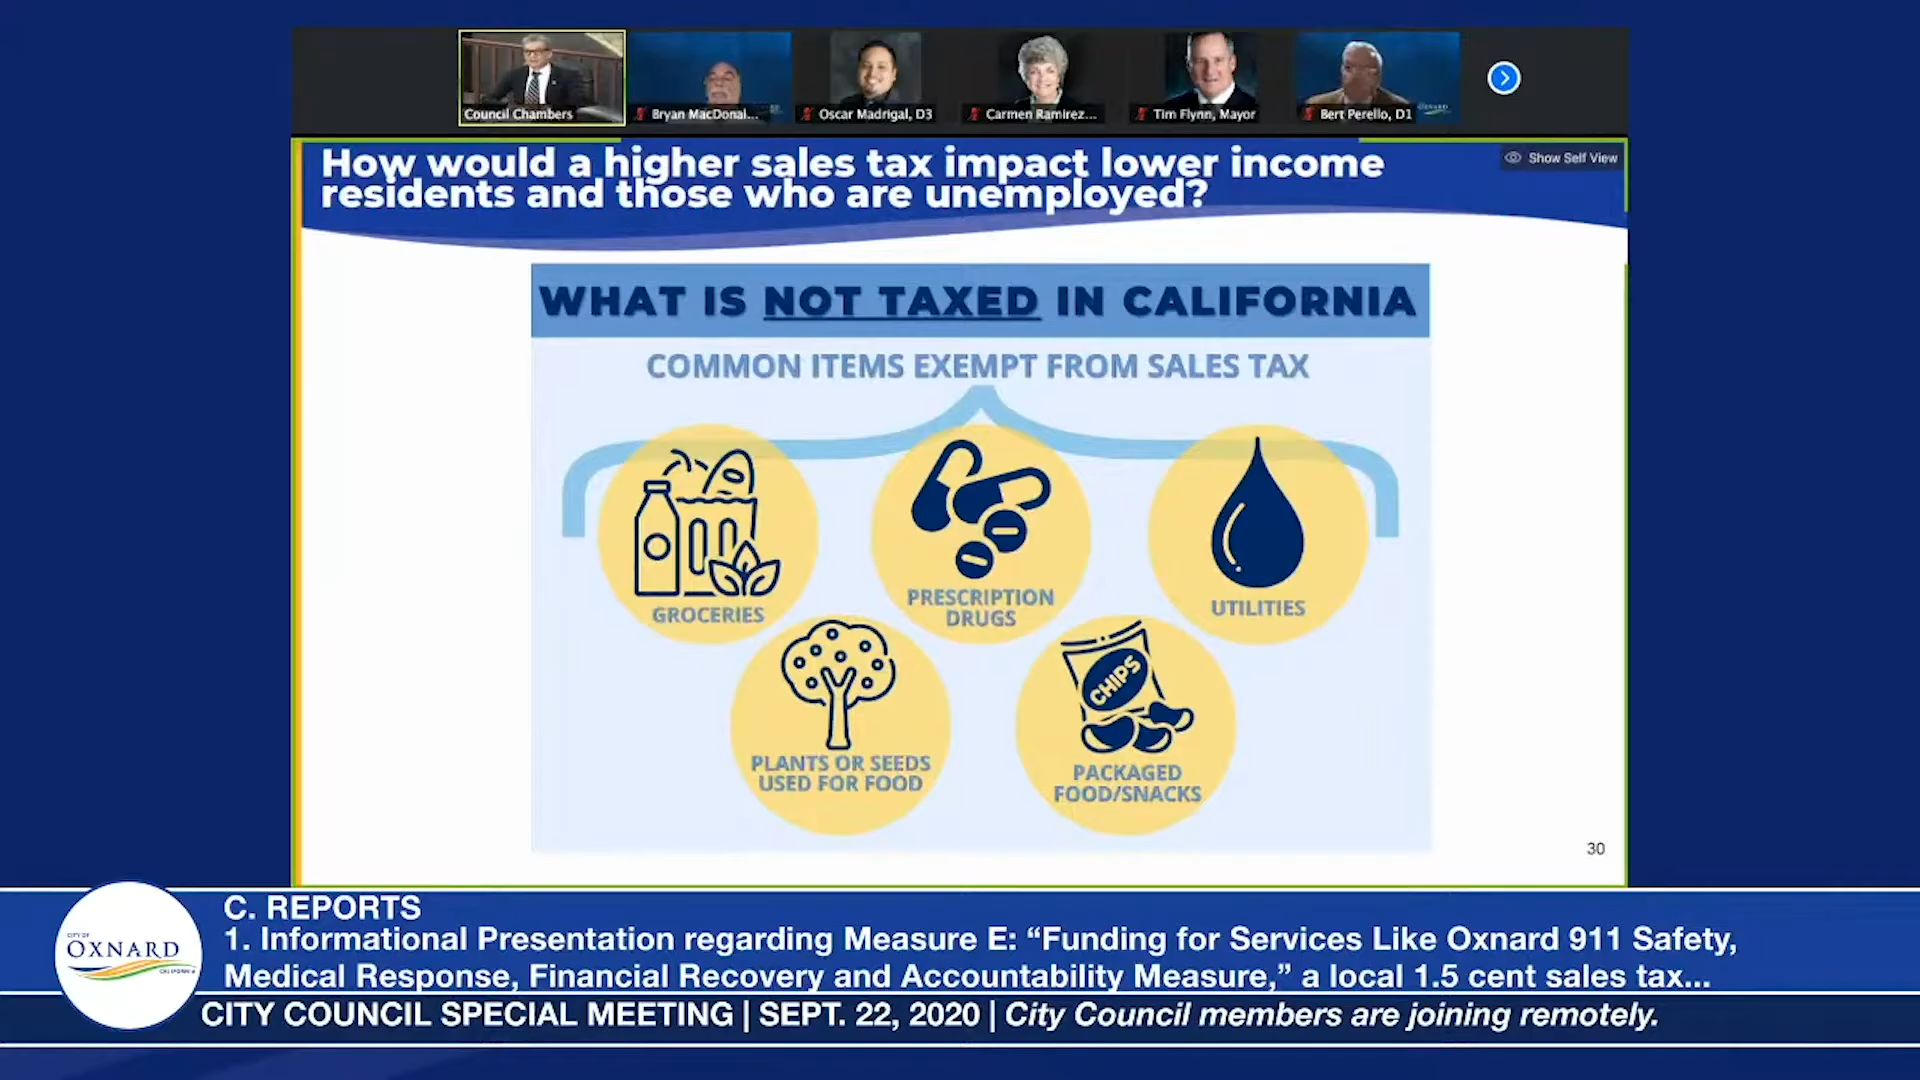 Council Chambers
Bryan MacDonal...
Oscar Madrigal, D3
Carmen Ramirez...
Tim Flynn, Mayor
Bert Perello, D1
OXNARD
Show Self View
How would a higher sales tax impact lower income
residents and those who are unemployed?
WHAT IS NOT TAXED IN CALIFORNIA
COMMON ITEMS EXEMPT FROM SALES TAX
GROCERIES
PRESCRIPTION
DRUGS
UTILITIES
PLANTS OR SEEDS
USED FOR FOOD
CHIPS
PACKAGED
FOOD/SNACKS
30
CITY OF
OXNARD
CALIFORNIA
C. REPORTS
1. Informational Presentation regarding Measure E: “Funding for Services Like Oxnard 911 Safety,
Medical Response, Financial Recovery and Accountability Measure,” a local 1.5 cent sales tax...
CITY COUNCIL SPECIAL MEETING | SEPT. 22, 2020 | City Council members are joining remotely.